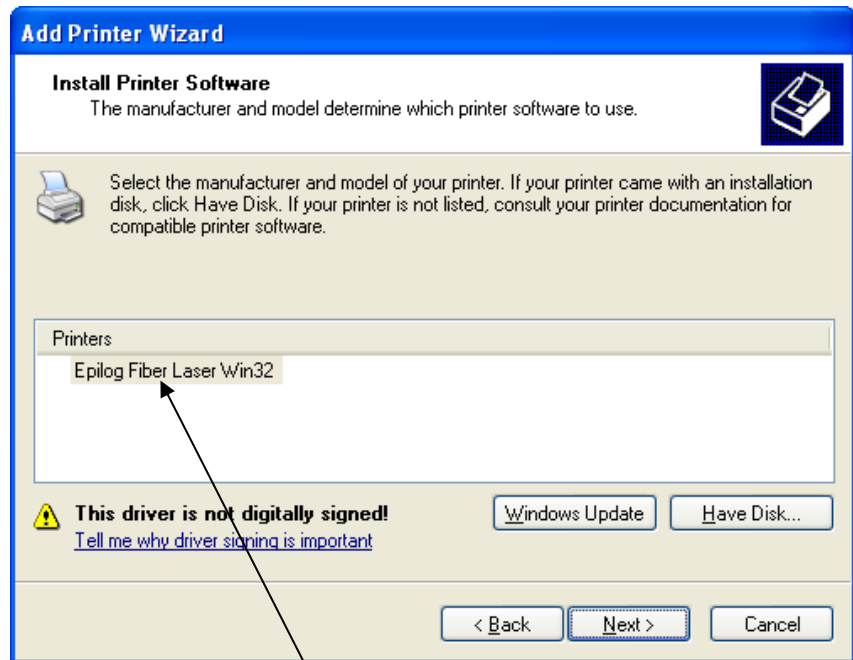 Add Printer Wizard
Install Printer Software
The manufacturer and model determine which printer software to use.
Select the manufacturer and model of your printer. If your printer came with an installation
disk, click Have Disk. If your printer is not listed, consult your printer documentation for
compatible printer software.
Printers
Epilog Fiber Laser Win32
This driver is not digitally signed!
Tell me why driver signing is important
Windows Update
Have Disk...
< Back
Next >
Cancel